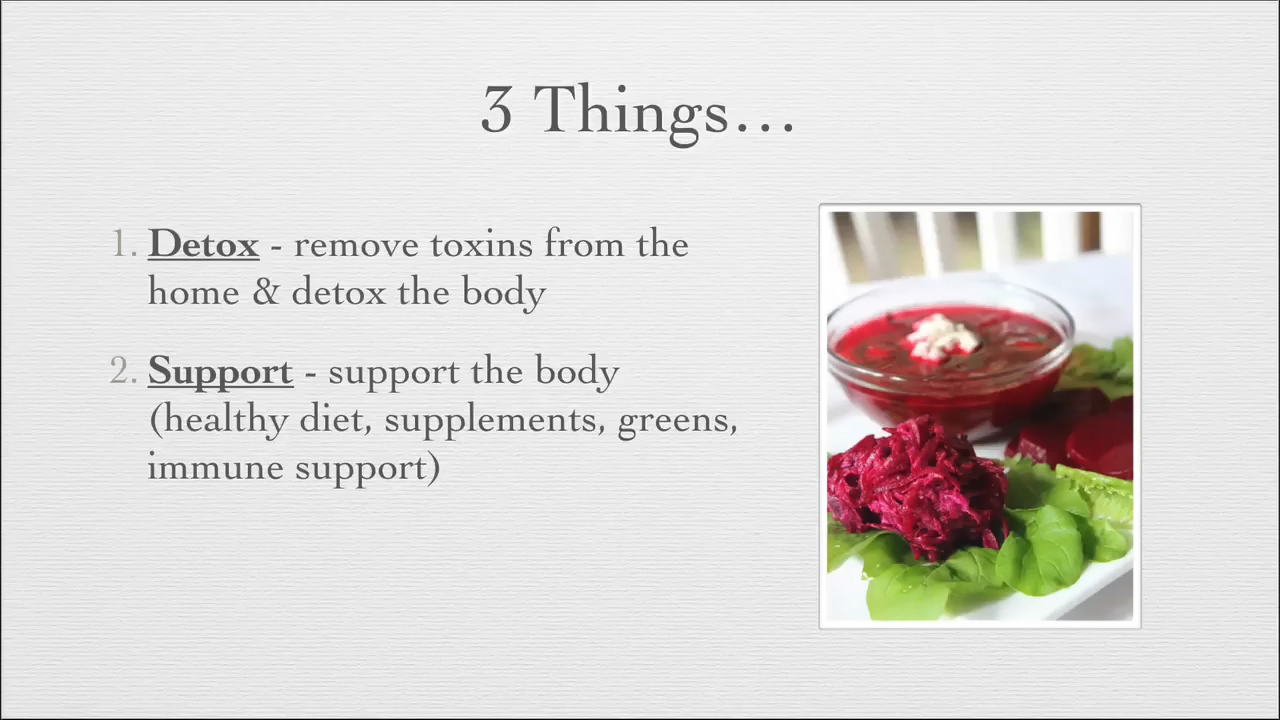 3 Things…
1. Detox - remove toxins from the
home & detox the body
2. Support - support the body
(healthy diet, supplements, greens,
immune support)